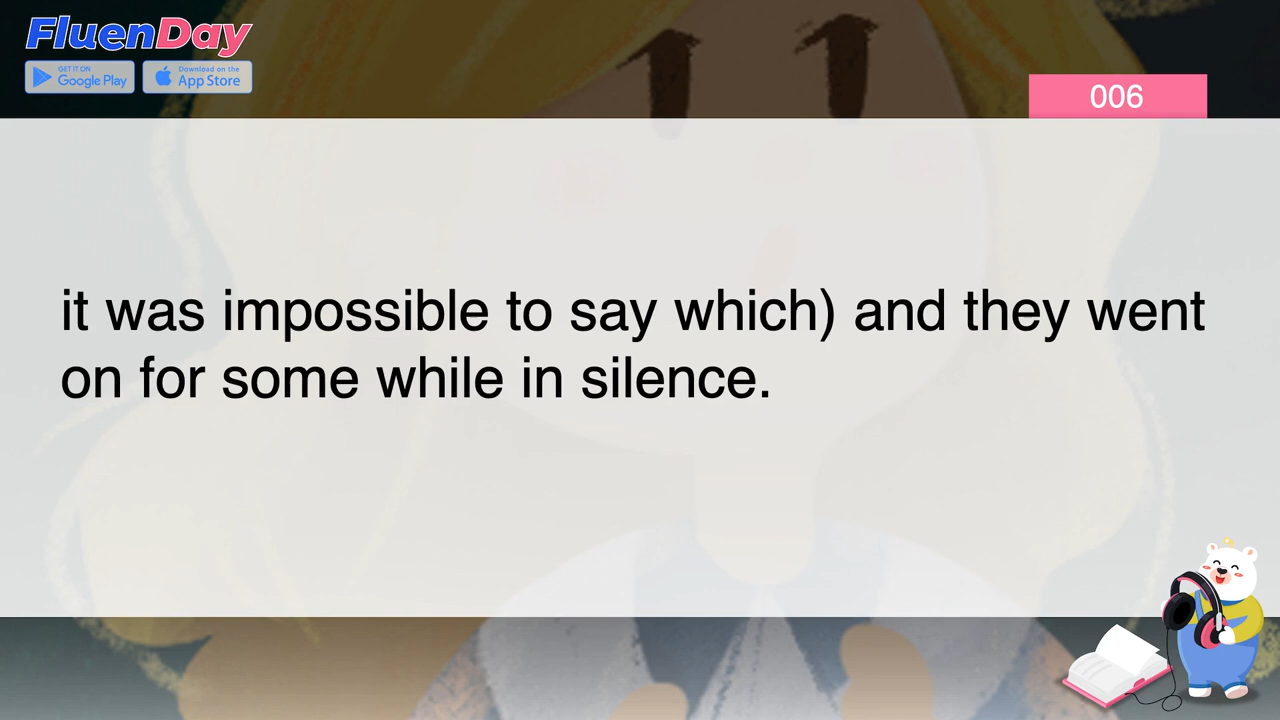 FluenDay
GET IT ON
Google Play
Download on the
App Store
006
it was impossible to say which) and they went
on for some while in silence.